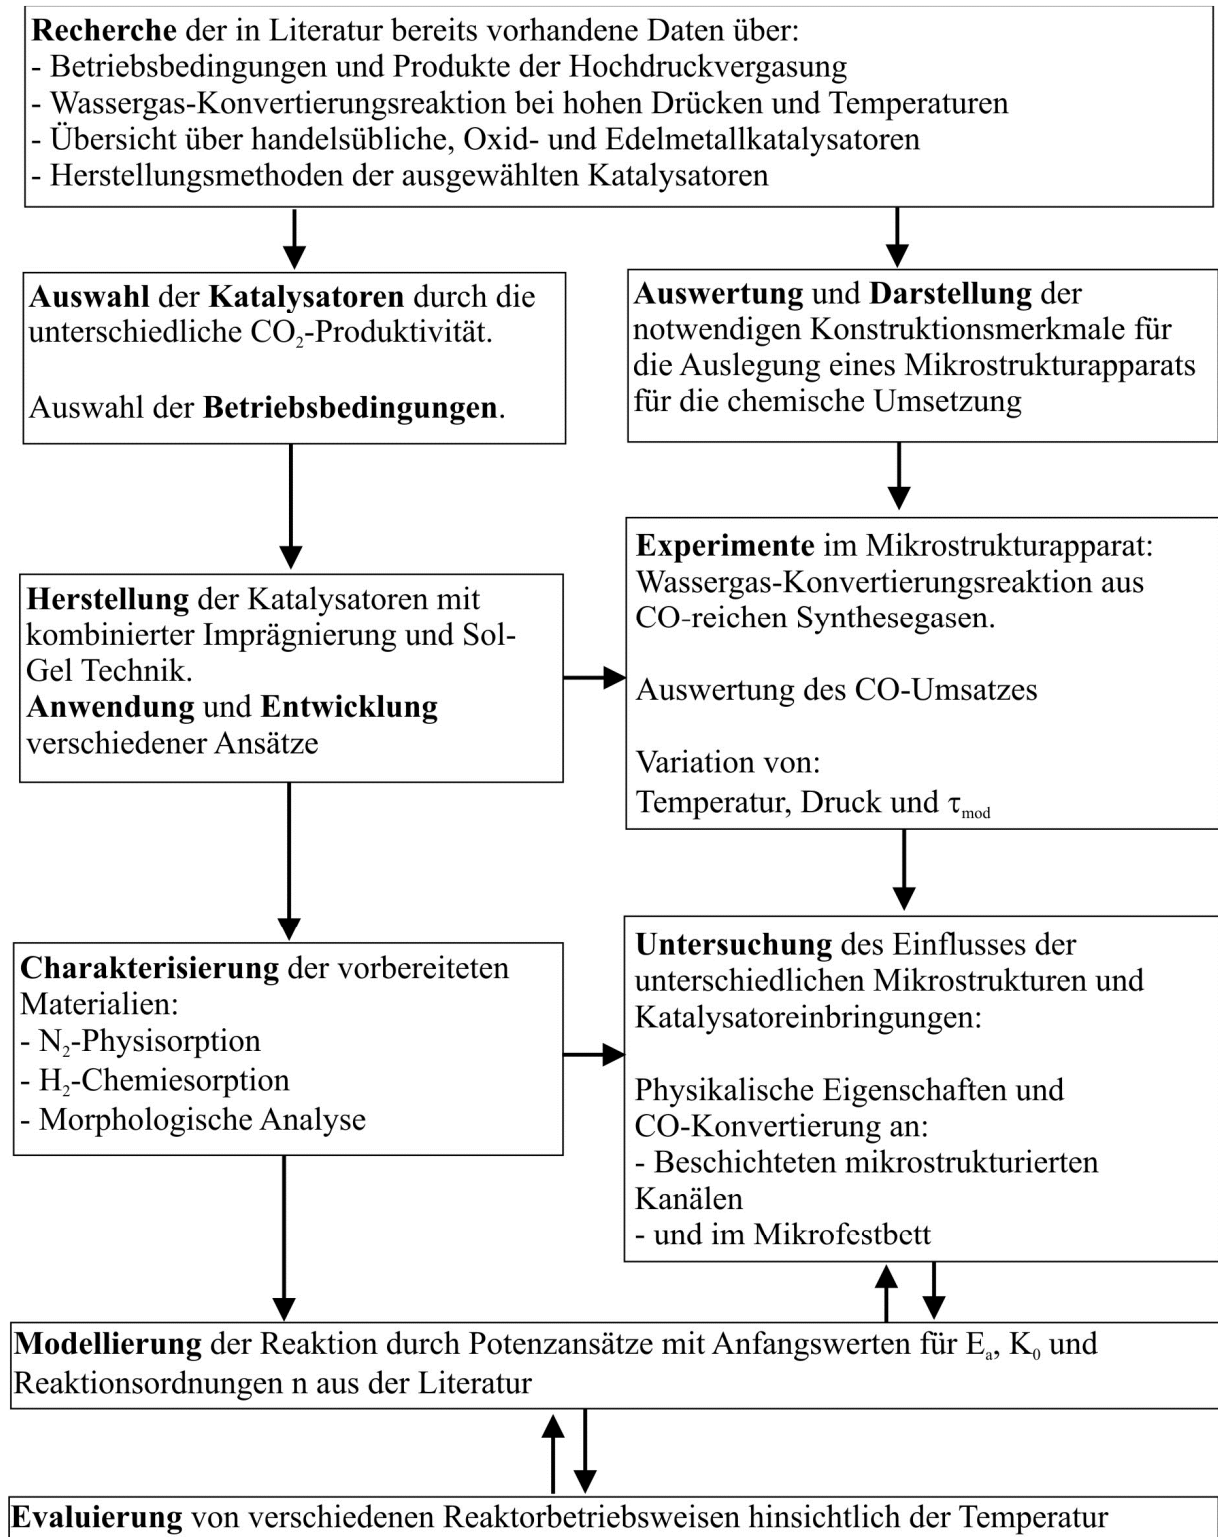 Recherche der in Literatur bereits vorhandene Daten über:
- Betriebsbedingungen und Produkte der Hochdruckvergasung
- Wassergas-Konvertierungsreaktion bei hohen Drücken und Temperaturen
- Übersicht über handelsübliche, Oxid- und Edelmetallkatalysatoren
- Herstellungsmethoden der ausgewählten Katalysatoren
Auswahl der Katalysatoren durch die
unterschiedliche CO₂-Produktivität.
Auswahl der Betriebsbedingungen.
Auswertung und Darstellung der
notwendigen Konstruktionsmerkmale für
die Auslegung eines Mikrostrukturapparats
für die chemische Umsetzung
Herstellung der Katalysatoren mit
kombinierter Imprägnierung und Sol-
Gel Technik.
Anwendung und Entwicklung
verschiedener Ansätze
Experimente im Mikrostrukturapparat:
Wassergas-Konvertierungsreaktion aus
CO-reichen Synthesegasen.
Auswertung des CO-Umsatzes
Variation von:
Temperatur, Druck und τmod
Charakterisierung der vorbereiteten
Materialien:
- N₂-Physisorption
- H₂-Chemiesorption
- Morphologische Analyse
Untersuchung des Einflusses der
unterschiedlichen Mikrostrukturen und
Katalysatoreinbringungen:
Physikalische Eigenschaften und
CO-Konvertierung an:
- Beschichteten mikrostrukturierten
Kanälen
- und im Mikrofestbett
Modellierung der Reaktion durch Potenzansätze mit Anfangswerten für Eₐ, K₀ und
Reaktionsordnungen n aus der Literatur
Evaluierung von verschiedenen Reaktorbetriebsweisen hinsichtlich der Temperatur